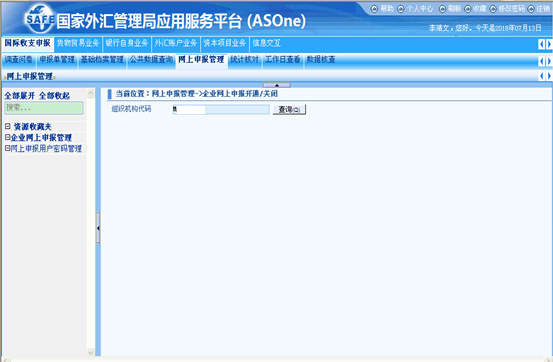 帮助 个人中心 刷新 收藏 修改密码 注销
SAFE 国家外汇管理局应用服务平台 (ASOne)
您好。今天是2018年07月13日
国际收支申报 货物贸易业务 银行自身业务 外汇账户业务 资本项目业务 信息交互
调查问卷 申报单管理 基础档案管理 公共数据查询 网上申报管理 统计核对 工作日查看 数据核查
网上申报管理
全部展开 全部收起
搜索...
资源收藏夹
企业网上申报管理
网上申报用户密码管理
当前位置：网上申报管理->企业网上申报开通/关闭
组织机构代码 查询(Q)